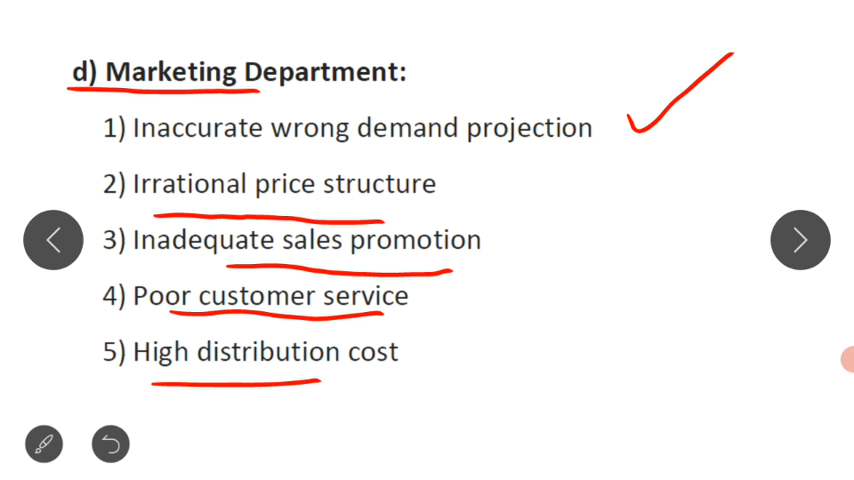 d) Marketing Department:
1) Inaccurate wrong demand projection
2) Irrational price structure
3) Inadequate sales promotion
4) Poor customer service
5) High distribution cost